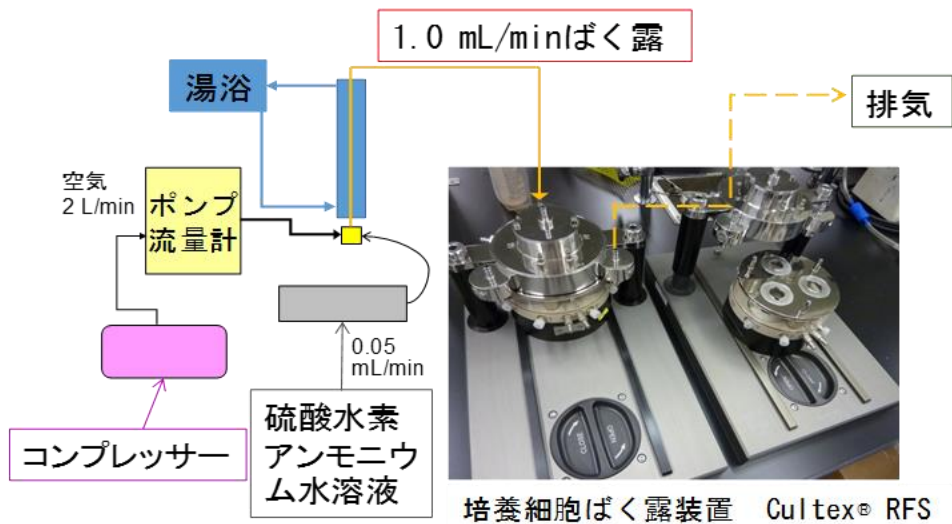 1.0 mL/minばく露
湯浴
排気
空気
2 L/min
ポンプ
流量計
0.05
mL/min
コンプレッサー
硫酸水素
アンモニウ
ム水溶液
OPEN
CLOSE
培養細胞ばく露装置 Cultex® RFS